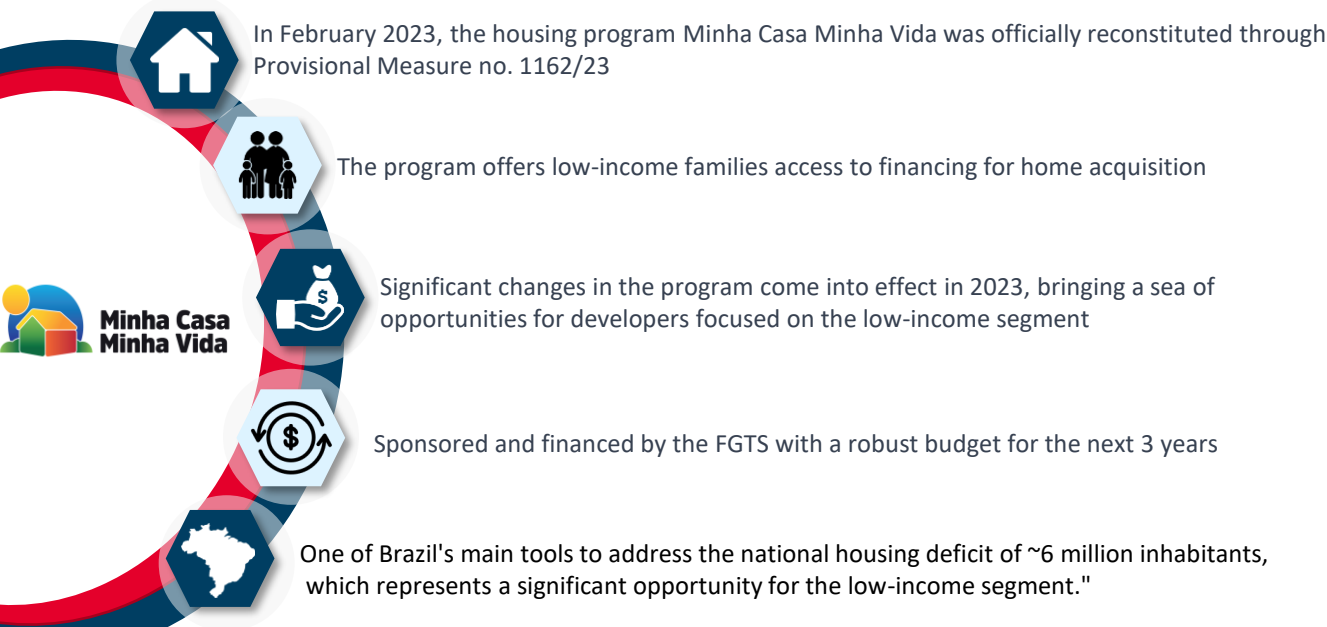 In February 2023, the housing program Minha Casa Minha Vida was officially reconstituted through
Provisional Measure no. 1162/23
The program offers low-income families access to financing for home acquisition
Significant changes in the program come into effect in 2023, bringing a sea of
opportunities for developers focused on the low-income segment
Minha Casa
Minha Vida
$
Sponsored and financed by the FGTS with a robust budget for the next 3 years
$
One of Brazil's main tools to address the national housing deficit of ~6 million inhabitants,
which represents a significant opportunity for the low-income segment."